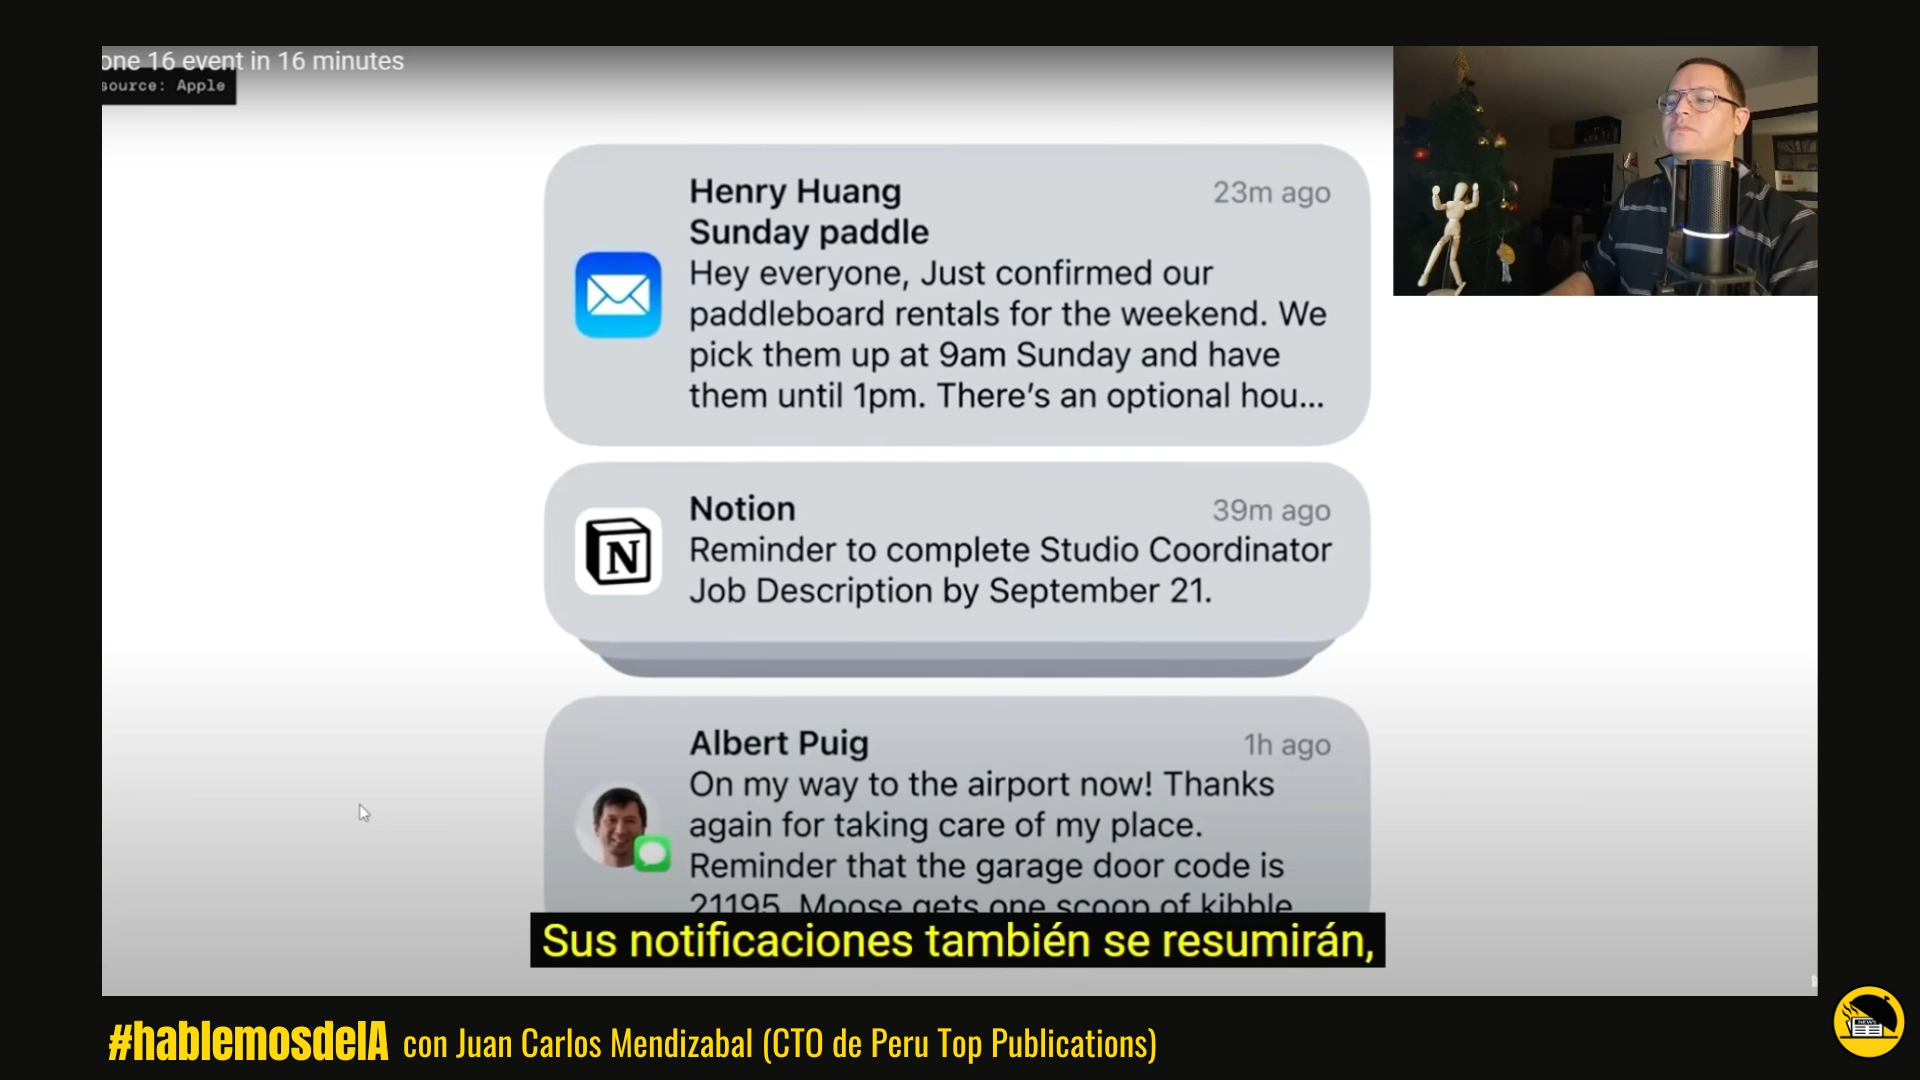 one 16 event in 16 minutes
source: Apple
Henry Huang 23m ago
Sunday paddle
Hey everyone, Just confirmed our
paddleboard rentals for the weekend. We
pick them up at 9am Sunday and have
them until 1pm. There's an optional hou...
Notion 39m ago
Reminder to complete Studio Coordinator
Job Description by September 21.
Albert Puig 1h ago
On my way to the airport now! Thanks
again for taking care of my place.
Reminder that the garage door code is
21195. Moose gets one scoop of kibble
Sus notificaciones también se resumirán,
#hablemosdeIA con Juan Carlos Mendizabal (CTO de Peru Top Publications)
NEWS